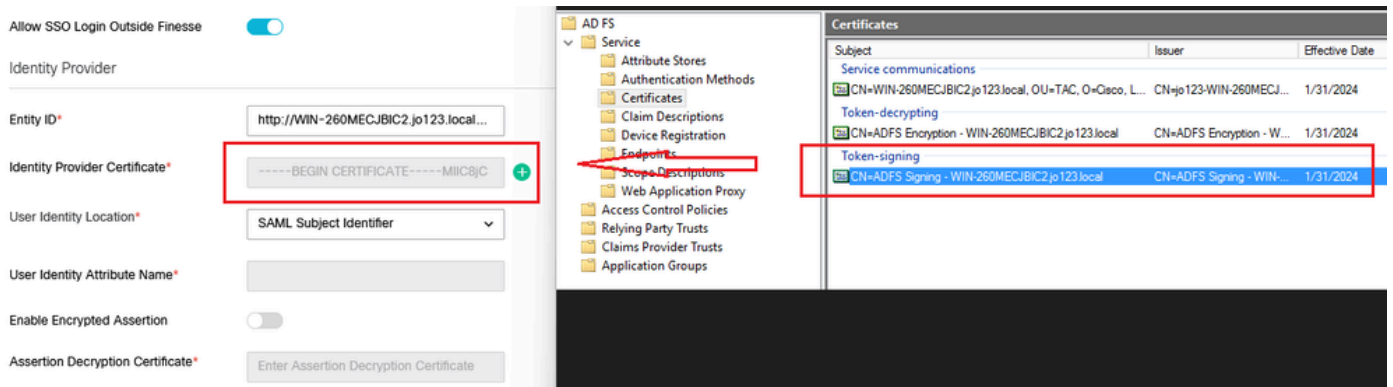 Allow SSO Login Outside Finesse
Identity Provider
Entity ID*
http://WIN-260MECJBIC2.jo123.local...
Identity Provider Certificate*
-----BEGIN CERTIFICATE-----MIIC8jC
User Identity Location*
SAML Subject Identifier
User Identity Attribute Name*
Enable Encrypted Assertion
Assertion Decryption Certificate*
Enter Assertion Decryption Certificate
AD FS
Service
Attribute Stores
Authentication Methods
Certificates
Claim Descriptions
Device Registration
Endpoints
Scope Descriptions
Web Application Proxy
Access Control Policies
Relying Party Trusts
Claims Provider Trusts
Application Groups
Certificates
Subject Issuer Effective Date
Service communications
CN=WIN-260MECJBIC2.jo123.local, OU=TAC, O=Cisco, L... CN=jo123-WIN-260MECJ... 1/31/2024
Token-decrypting
CN=ADFS Encryption - WIN-260MECJBIC2.jo123.local CN=ADFS Encryption - W... 1/31/2024
Token-signing
CN=ADFS Signing - WIN-260MECJBIC2.jo123.local CN=ADFS Signing - WIN-... 1/31/2024